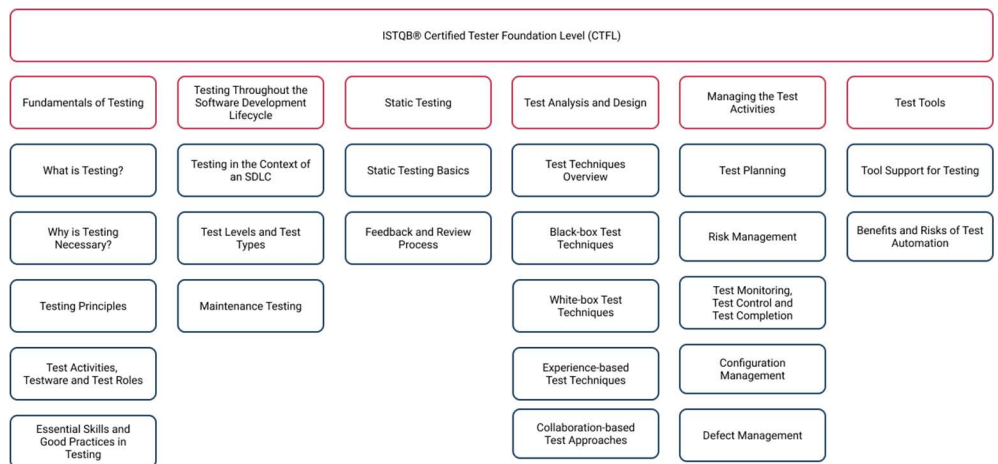 ISTQB® Certified Tester Foundation Level (CTFL)
Fundamentals of Testing
Testing Throughout the
Software Development
Lifecycle
Static Testing
Test Analysis and Design
Managing the Test
Activities
Test Tools
What is Testing?
Testing in the Context of
an SDLC
Static Testing Basics
Test Techniques
Overview
Test Planning
Tool Support for Testing
Why is Testing
Necessary?
Test Levels and Test
Types
Feedback and Review
Process
Black-box Test
Techniques
Risk Management
Benefits and Risks of Test
Automation
Testing Principles
Maintenance Testing
White-box Test
Techniques
Test Monitoring,
Test Control and
Test Completion
Test Activities,
Testware and Test Roles
Experience-based
Test Techniques
Configuration
Management
Essential Skills and
Good Practices in
Testing
Collaboration-based
Test Approaches
Defect Management